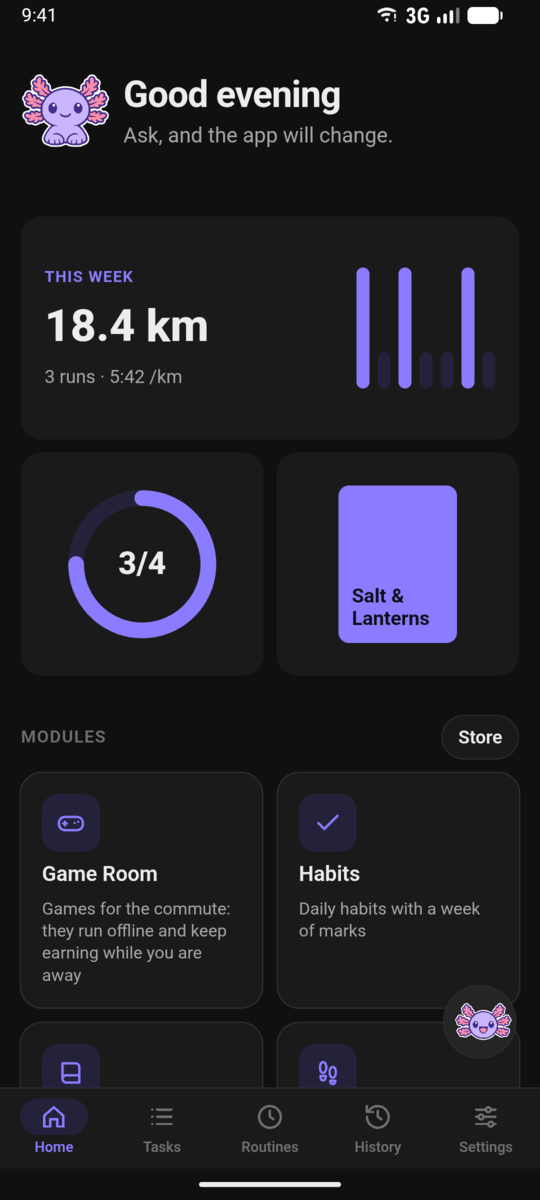 9:41
3G
Good evening
Ask, and the app will change.
THIS WEEK
18.4 km
3 runs · 5:42 /km
3/4
Salt &
Lanterns
MODULES
Store
Game Room
Games for the commute:
they run offline and keep
earning while you are
away
Habits
Daily habits with a week
of marks
Home
Tasks
Routines
History
Settings